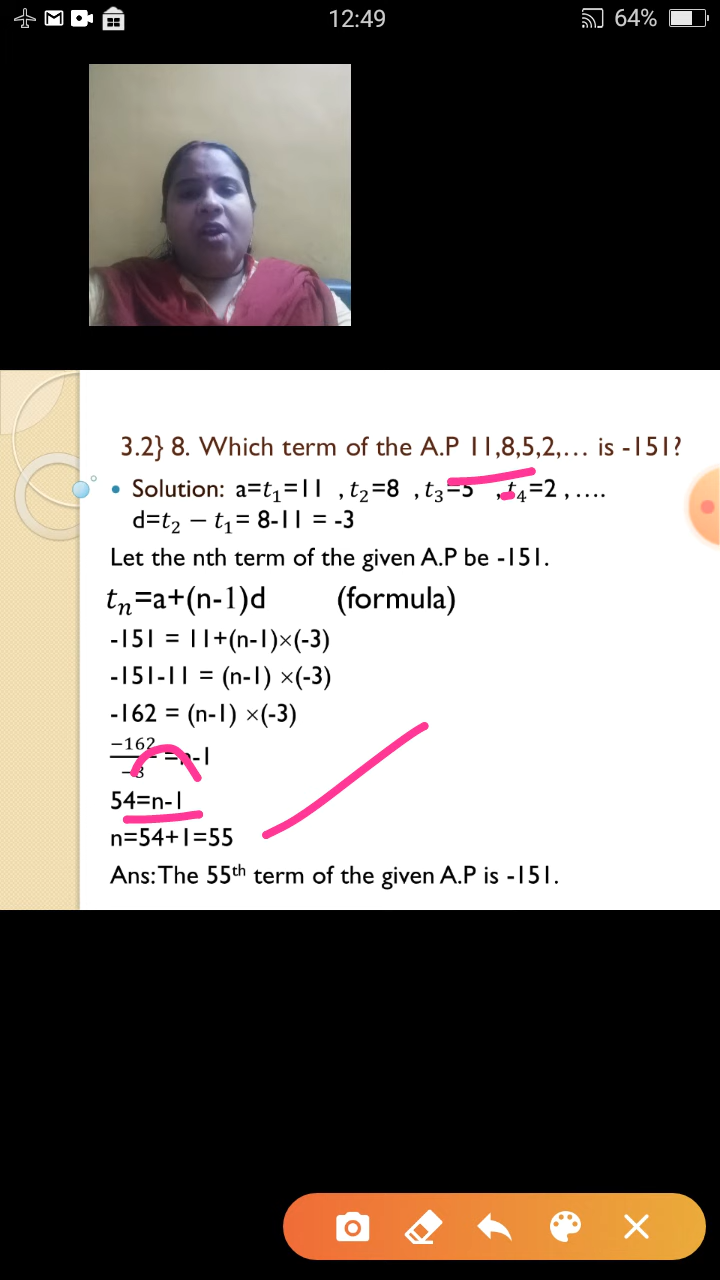 12:49 64%
3.2} 8. Which term of the A.P 11,8,5,2,… is -151?
• Solution: a=t₁=11 , t₂=8 , t₃=5 , t₄=2 , ….
d=t₂ − t₁= 8-11 = -3
Let the nth term of the given A.P be -151.
tₙ=a+(n-1)d (formula)
-151 = 11+(n-1)×(-3)
-151-11 = (n-1) ×(-3)
-162 = (n-1) ×(-3)
−162/−3 =n-1
54=n-1
n=54+1=55
Ans:The 55ᵗʰ term of the given A.P is -151.